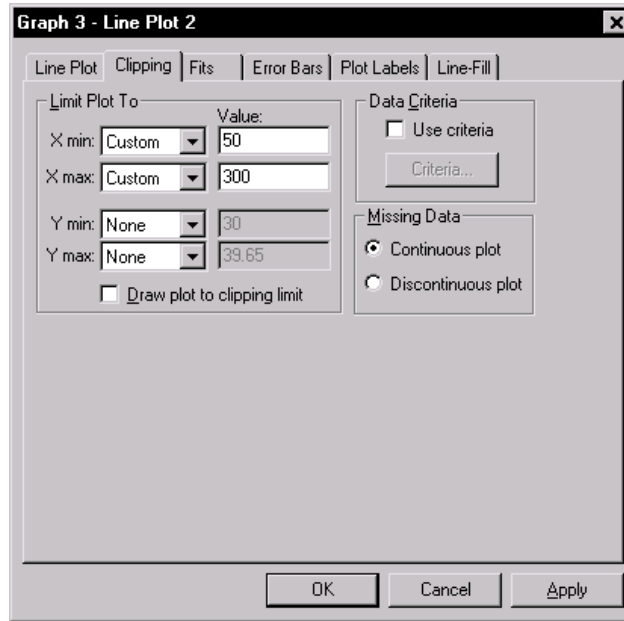 Graph 3 - Line Plot 2
Line Plot Clipping Fits Error Bars Plot Labels Line-Fill
Limit Plot To
Value:
X min: Custom 50
X max: Custom 300
Y min: None 30
Y max: None 39.65
Draw plot to clipping limit
Data Criteria
Use criteria
Criteria...
Missing Data
Continuous plot
Discontinuous plot
OK Cancel Apply